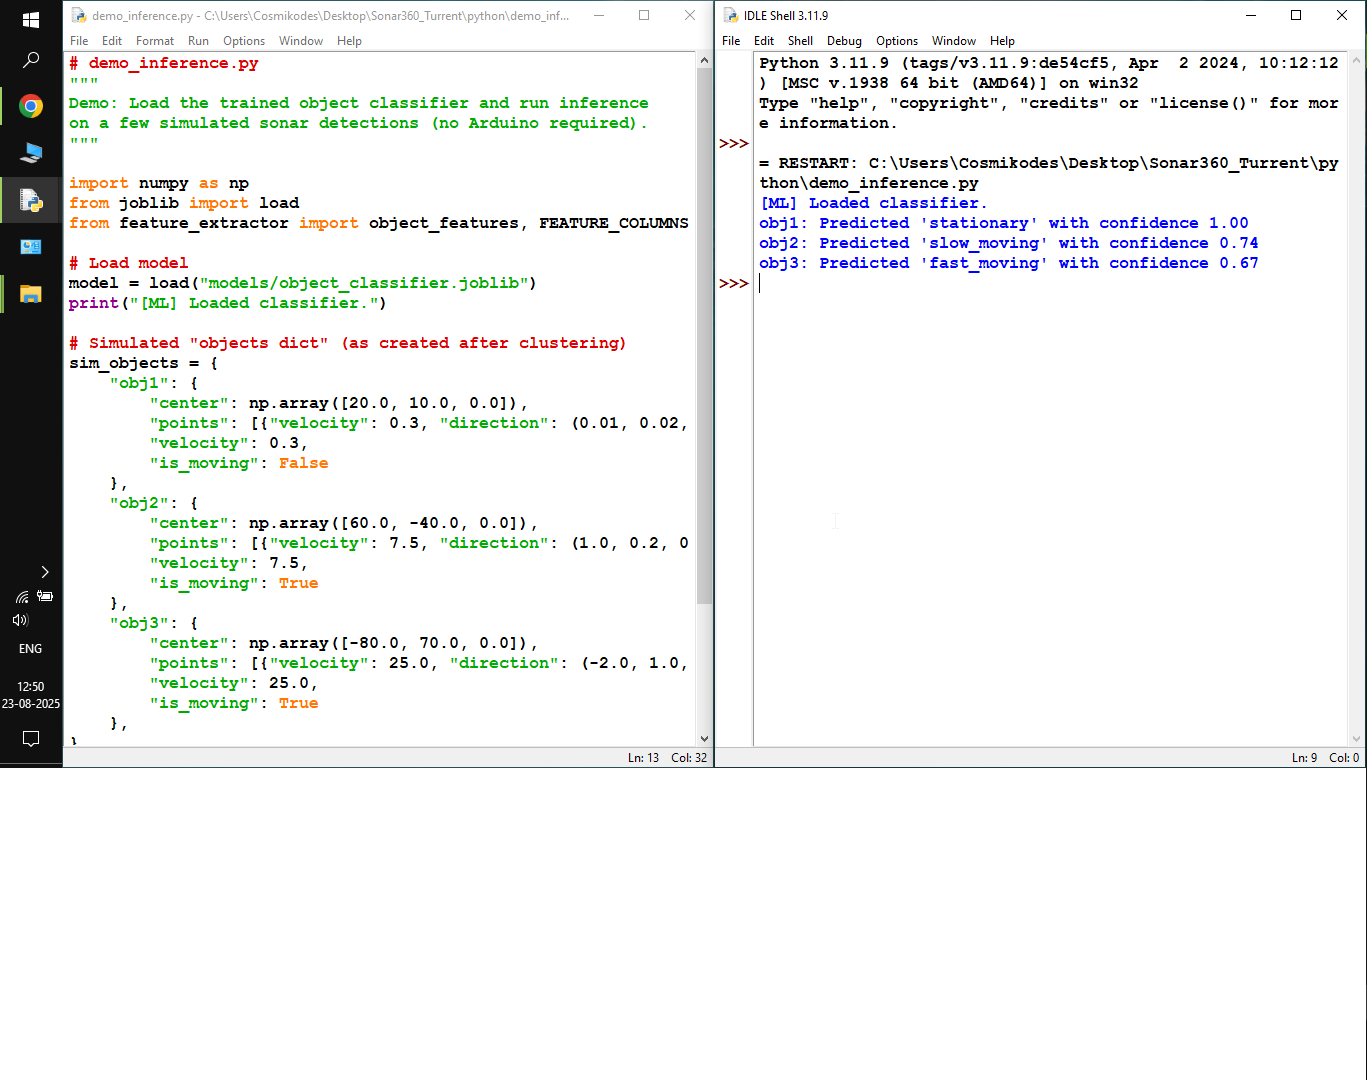 demo_inference.py - C:\Users\Cosmikodes\Desktop\Sonar360_Turrent\python\demo_inf...
File Edit Format Run Options Window Help
# demo_inference.py
"""
Demo: Load the trained object classifier and run inference
on a few simulated sonar detections (no Arduino required).
"""
import numpy as np
from joblib import load
from feature_extractor import object_features, FEATURE_COLUMNS
# Load model
model = load("models/object_classifier.joblib")
print("[ML] Loaded classifier.")
# Simulated "objects dict" (as created after clustering)
sim_objects = {
    "obj1": {
        "center": np.array([20.0, 10.0, 0.0]),
        "points": [{"velocity": 0.3, "direction": (0.01, 0.02,
        "velocity": 0.3,
        "is_moving": False
    },
    "obj2": {
        "center": np.array([60.0, -40.0, 0.0]),
        "points": [{"velocity": 7.5, "direction": (1.0, 0.2, 0
        "velocity": 7.5,
        "is_moving": True
    },
    "obj3": {
        "center": np.array([-80.0, 70.0, 0.0]),
        "points": [{"velocity": 25.0, "direction": (-2.0, 1.0,
        "velocity": 25.0,
        "is_moving": True
    },
}
Ln: 13 Col: 32
IDLE Shell 3.11.9
File Edit Shell Debug Options Window Help
Python 3.11.9 (tags/v3.11.9:de54cf5, Apr  2 2024, 10:12:12
) [MSC v.1938 64 bit (AMD64)] on win32
Type "help", "copyright", "credits" or "license()" for mor
e information.
>>>
= RESTART: C:\Users\Cosmikodes\Desktop\Sonar360_Turrent\py
thon\demo_inference.py
[ML] Loaded classifier.
obj1: Predicted 'stationary' with confidence 1.00
obj2: Predicted 'slow_moving' with confidence 0.74
obj3: Predicted 'fast_moving' with confidence 0.67
>>>
Ln: 9 Col: 0
ENG
12:50
23-08-2025